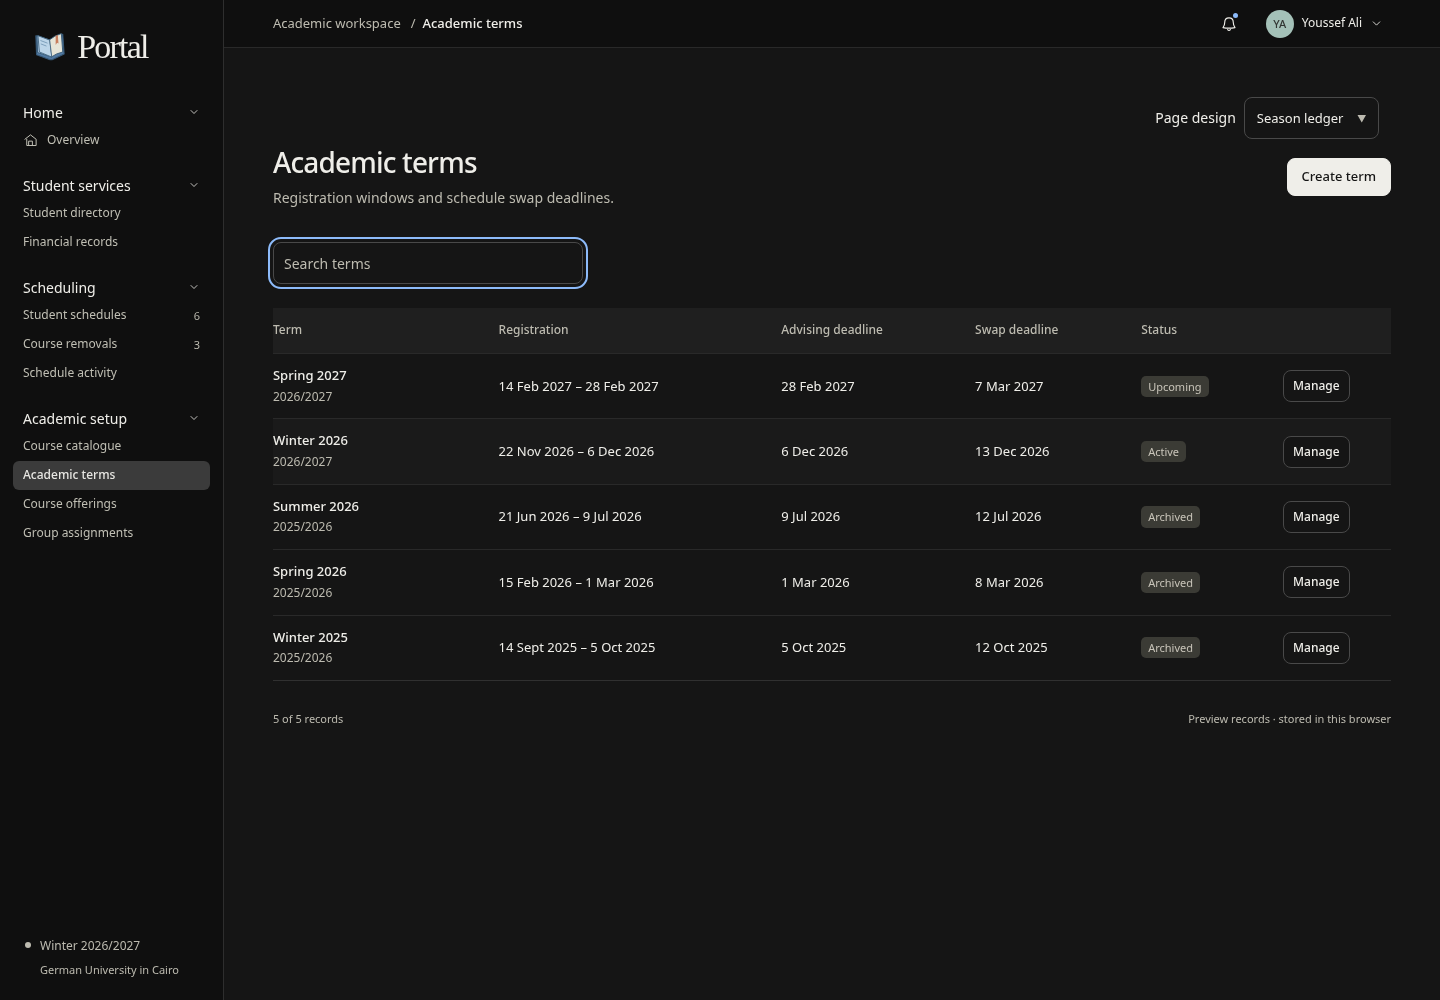 Portal
Academic workspace / Academic terms
YA Youssef Ali
Home
Overview
Student services
Student directory
Financial records
Scheduling
Student schedules 6
Course removals 3
Schedule activity
Academic setup
Course catalogue
Academic terms
Course offerings
Group assignments
Winter 2026/2027
German University in Cairo
Page design Season ledger
Academic terms
Registration windows and schedule swap deadlines.
Create term
Search terms
Term Registration Advising deadline Swap deadline Status
Spring 2027
2026/2027
14 Feb 2027 – 28 Feb 2027 28 Feb 2027 7 Mar 2027 Upcoming Manage
Winter 2026
2026/2027
22 Nov 2026 – 6 Dec 2026 6 Dec 2026 13 Dec 2026 Active Manage
Summer 2026
2025/2026
21 Jun 2026 – 9 Jul 2026 9 Jul 2026 12 Jul 2026 Archived Manage
Spring 2026
2025/2026
15 Feb 2026 – 1 Mar 2026 1 Mar 2026 8 Mar 2026 Archived Manage
Winter 2025
2025/2026
14 Sept 2025 – 5 Oct 2025 5 Oct 2025 12 Oct 2025 Archived Manage
5 of 5 records
Preview records · stored in this browser